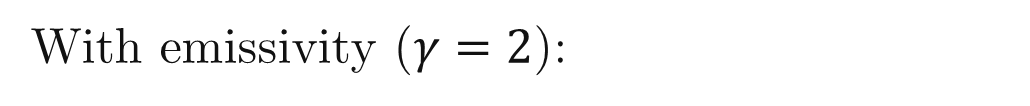 With emissivity (γ = 2):